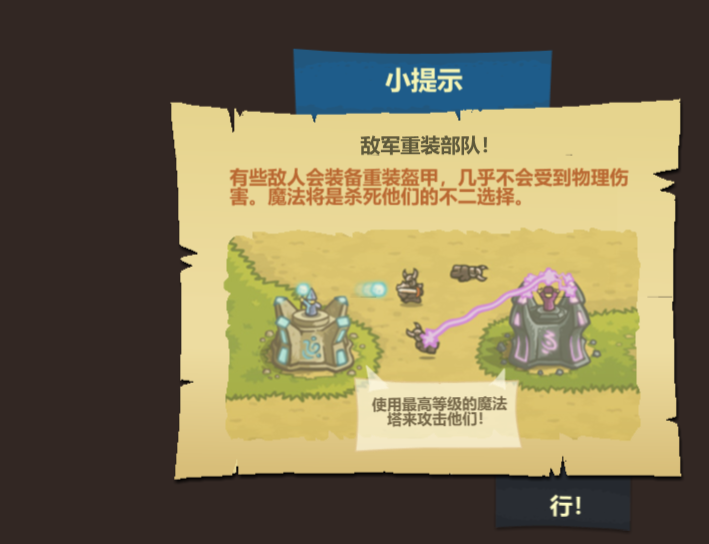 小提示
敌军重装部队!
有些敌人会装备重装盔甲，几乎不会受到物理伤
害。魔法将是杀死他们的不二选择。
使用最高等级的魔法
塔来攻击他们!
行!